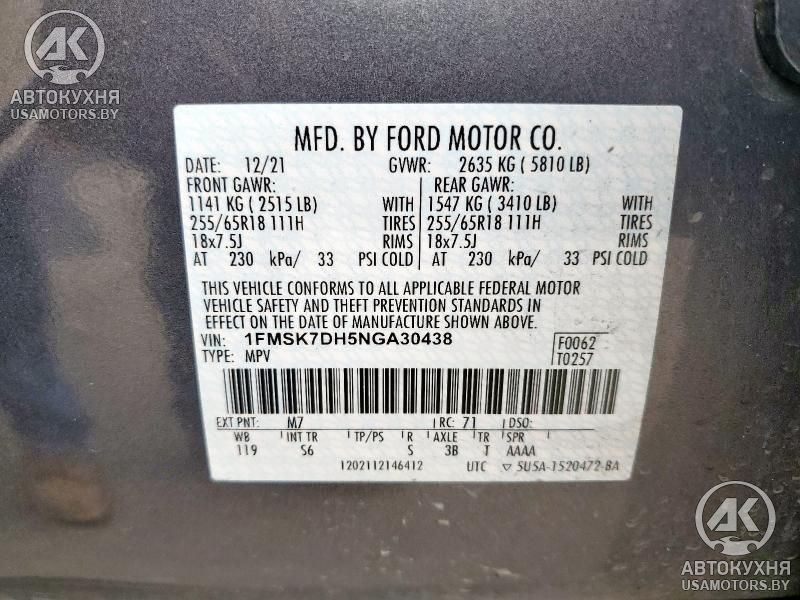 AK
АВТОКУХНЯ
USAMOTORS.BY
MFD. BY FORD MOTOR CO.
DATE: 12/21 GVWR: 2635 KG ( 5810 LB)
FRONT GAWR: REAR GAWR:
1141 KG ( 2515 LB) WITH 1547 KG ( 3410 LB) WITH
255/65R18 111H TIRES 255/65R18 111H TIRES
18x7.5J RIMS 18x7.5J RIMS
AT 230 kPa/ 33 PSI COLD AT 230 kPa/ 33 PSI COLD
THIS VEHICLE CONFORMS TO ALL APPLICABLE FEDERAL MOTOR
VEHICLE SAFETY AND THEFT PREVENTION STANDARDS IN
EFFECT ON THE DATE OF MANUFACTURE SHOWN ABOVE.
VIN: 1FMSK7DH5NGA30438 F0062
TYPE: MPV T0257
EXT PNT: M7 RC: 71 DSO:
WB INT TR TP/PS R AXLE TR SPR
119 S6 S 3B T AAAA
1202112146412 UTC ▽ 5U5A-1520472-BA
AK
АВТОКУХНЯ
USAMOTORS.BY